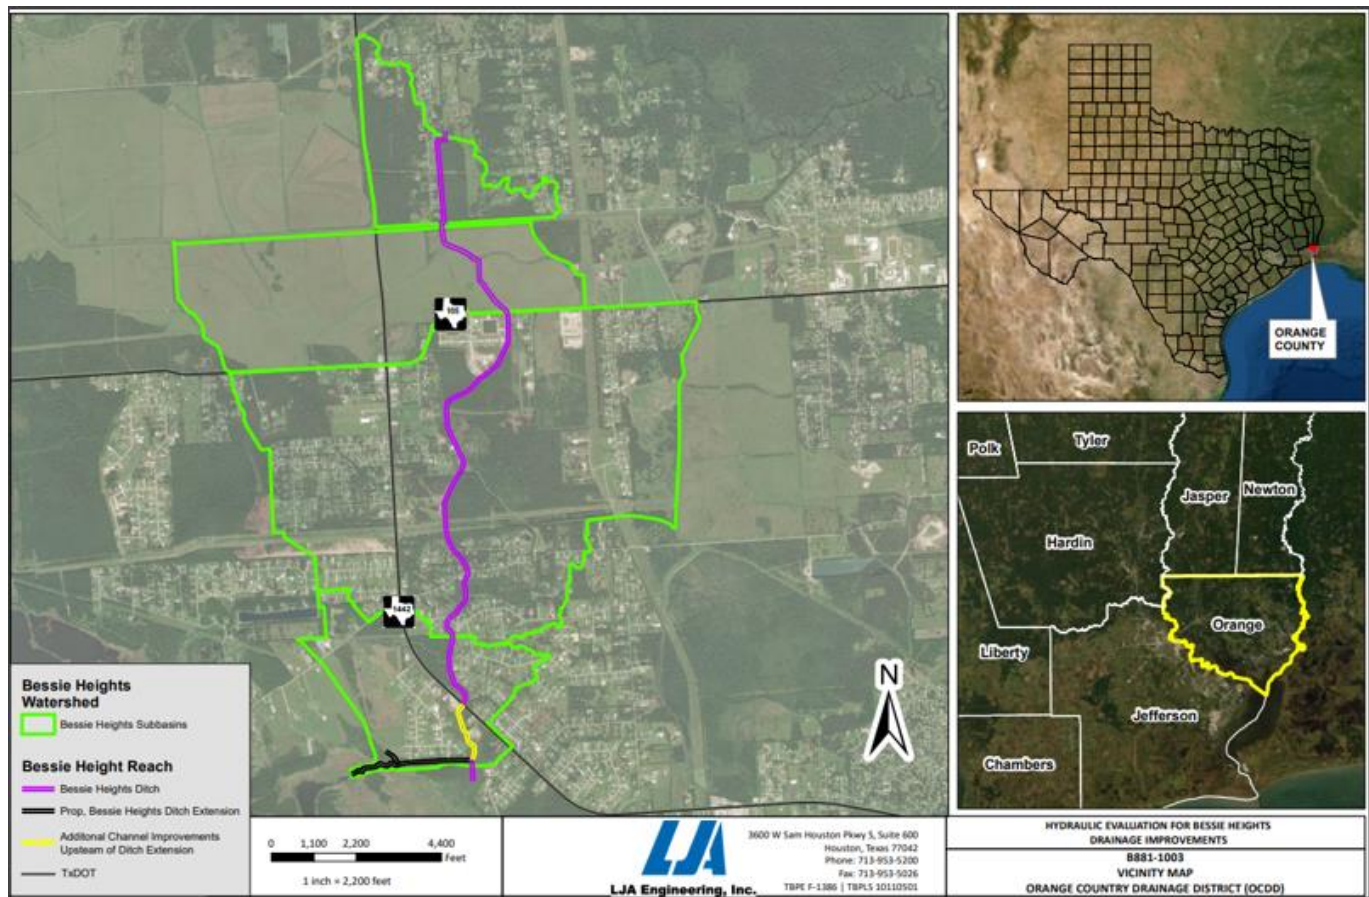 105
1442
N
Bessie Heights
Watershed
Bessie Heights Subbasins
Bessie Height Reach
Bessie Heights Ditch
Prop. Bessie Heights Ditch Extension
Additonal Channel Improvements
Upsteam of Ditch Extension
TxDOT
0 1,100 2,200 4,400
Feet
1 inch = 2,200 feet
LJA
LJA Engineering, Inc.
3600 W Sam Houston Pkwy S, Suite 600
Houston, Texas 77042
Phone: 713-953-5200
Fax: 713-953-5026
TBPE F-1386 | TBPLS 10110501
ORANGE
COUNTY
Polk
Tyler
Jasper
Newton
Hardin
Orange
Liberty
Jefferson
Chambers
HYDRAULIC EVALUATION FOR BESSIE HEIGHTS
DRAINAGE IMPROVEMENTS
B881-1003
VICINITY MAP
ORANGE COUNTRY DRAINAGE DISTRICT (OCDD)